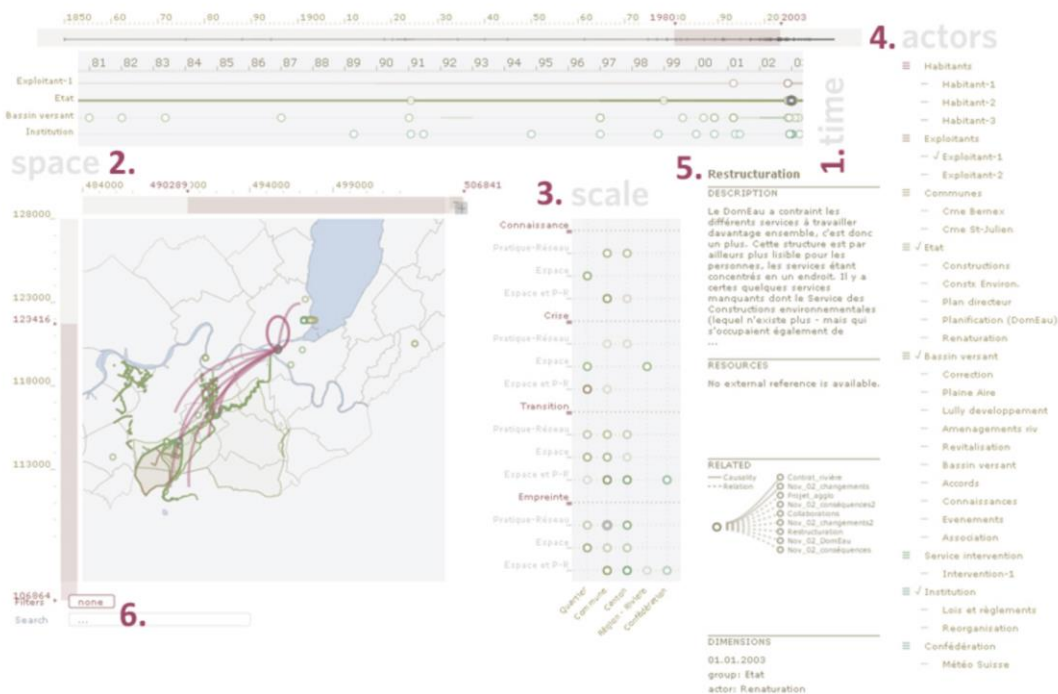 1850 ,60 ,70 ,80 ,90 1900 ,10 ,20 ,30 ,40 ,50 ,60 ,70 1980 ,90 ,20 2003
4. actors
81 ,82 ,83 ,84 ,85 ,86 ,87 ,88 ,89 ,90 ,91 ,92 ,93 ,94 ,95 ,96 ,97 ,98 ,99 ,00 ,01 ,02
Exploitant-1
Etat
Bassin versant
Institution
1. time
space 2.
484000 490289 494000 499000 506841
128000
123000
123416
118000
113000
106864
Filters none
Search ...
6.
3. scale
Connaissance
Pratique-Réseau
Espace
Espace et P-R
Crise
Pratique-Réseau
Espace
Espace et P-R
Transition
Pratique-Réseau
Espace
Espace et P-R
Empreinte
Pratique-Réseau
Espace
Espace et P-R
Quartier
Commune
Canton
Région - Rivière
Confédération
5. Restructuration
DESCRIPTION
Le DomEau a contraint les
différents services à travailler
davantage ensemble, c'est donc
un plus. Cette structure est par
ailleurs plus lisible pour les
personnes, les services étant
concentrés en un endroit. Il y a
certes quelques services
manquants dont le Service des
Constructions environnementales
(lequel n'existe plus - mais qui
s'occupaient également de
...
RESOURCES
No external reference is available.
RELATED
Causality
Relation
Contrat_rivière
Nov_02_changements
Projet_agglo
Nov_02_conséquences2
Collaborations
Nov_02_changements2
Restructuration
Nov_02_DomEau
Nov_02_conséquences
DIMENSIONS
01.01.2003
group: Etat
actor: Renaturation
Habitants
Habitant-1
Habitant-2
Habitant-3
Exploitants
√ Exploitant-1
Exploitant-2
Communes
Cme Bernex
Cme St-Julien
√ Etat
Constructions
Constx Environ.
Plan directeur
Planification (DomEau)
Renaturation
√ Bassin versant
Correction
Plaine Aire
Lully developpement
Amenagements riv
Revitalisation
Bassin versant
Accords
Connaissances
Evenements
Association
Service intervention
Intervention-1
√ Institution
Lois et règlements
Reorganisation
Confédération
Météo Suisse